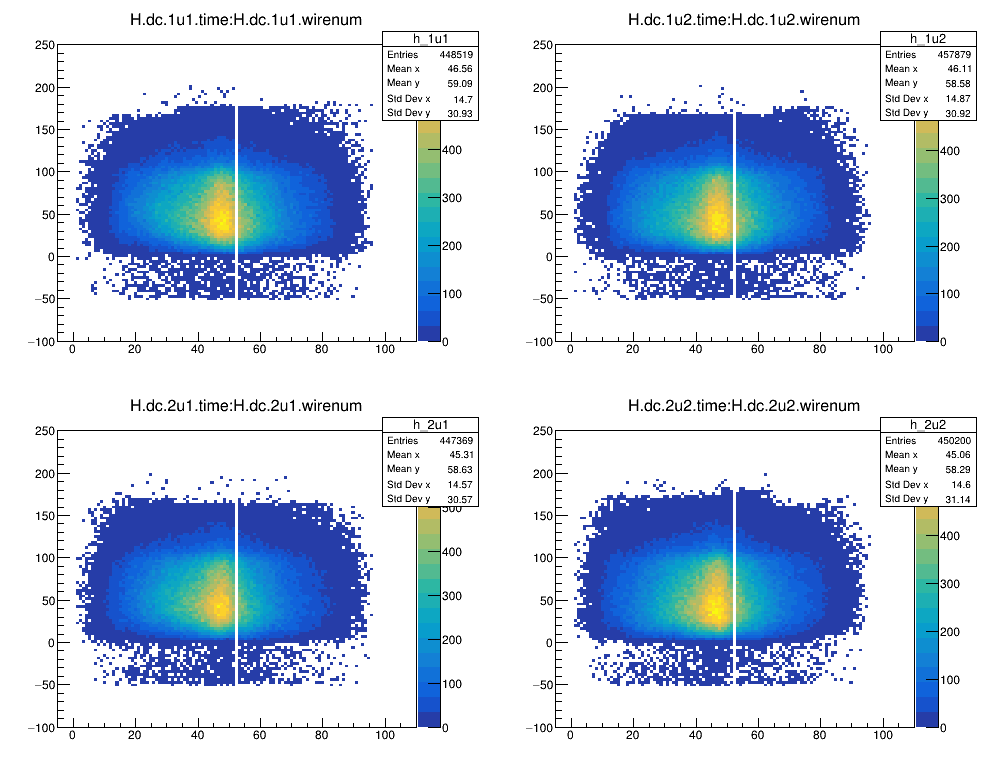 H.dc.1u1.time:H.dc.1u1.wirenum
h_1u1
Entries 448519
Mean x 46.56
Mean y 59.09
Std Dev x 14.7
Std Dev y 30.93
250
200
150
100
50
0
−50
−100
0 20 40 60 80 100
400
300
200
100
0
H.dc.1u2.time:H.dc.1u2.wirenum
h_1u2
Entries 457879
Mean x 46.11
Mean y 58.58
Std Dev x 14.87
Std Dev y 30.92
250
200
150
100
50
0
−50
−100
0 20 40 60 80 100
400
300
200
100
0
H.dc.2u1.time:H.dc.2u1.wirenum
h_2u1
Entries 447369
Mean x 45.31
Mean y 58.63
Std Dev x 14.57
Std Dev y 30.57
250
200
150
100
50
0
−50
−100
0 20 40 60 80 100
500
400
300
200
100
0
H.dc.2u2.time:H.dc.2u2.wirenum
h_2u2
Entries 450200
Mean x 45.06
Mean y 58.29
Std Dev x 14.6
Std Dev y 31.14
250
200
150
100
50
0
−50
−100
0 20 40 60 80 100
400
300
200
100
0